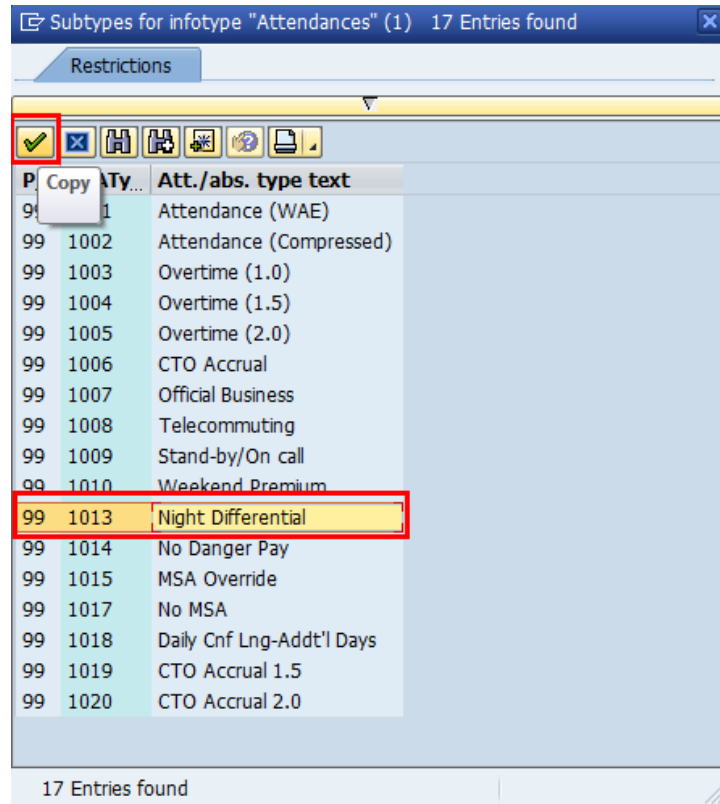 Subtypes for infotype "Attendances" (1) 17 Entries found
Restrictions
Copy
P ATy... Att./abs. type text
99 1 Attendance (WAE)
99 1002 Attendance (Compressed)
99 1003 Overtime (1.0)
99 1004 Overtime (1.5)
99 1005 Overtime (2.0)
99 1006 CTO Accrual
99 1007 Official Business
99 1008 Telecommuting
99 1009 Stand-by/On call
99 1010 Weekend Premium
99 1013 Night Differential
99 1014 No Danger Pay
99 1015 MSA Override
99 1017 No MSA
99 1018 Daily Cnf Lng-Addt'l Days
99 1019 CTO Accrual 1.5
99 1020 CTO Accrual 2.0
17 Entries found